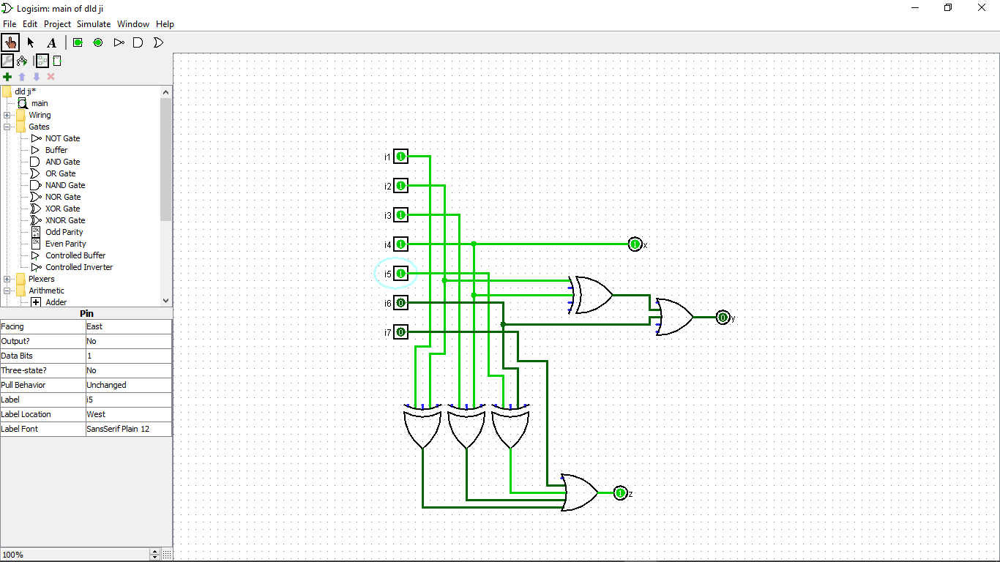 Logisim: main of dld ji
File Edit Project Simulate Window Help
A
dld ji*
main
Wiring
Gates
NOT Gate
Buffer
AND Gate
OR Gate
NAND Gate
NOR Gate
XOR Gate
XNOR Gate
Odd Parity
Even Parity
Controlled Buffer
Controlled Inverter
Plexers
Arithmetic
Adder
Pin
Facing East
Output? No
Data Bits 1
Three-state? No
Pull Behavior Unchanged
Label i5
Label Location West
Label Font SansSerif Plain 12
100%
i1 1
i2 1
i3 1
i4 1
1 x
i5 1
i6 0
0 y
i7 0
1 z